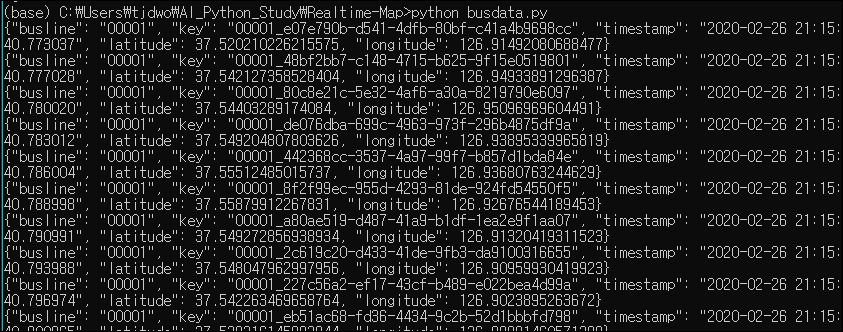 (base) C:₩Users₩tjdwo₩AI_Python_Study₩Realtime-Map>python busdata.py
{"busline": "00001", "key": "00001_e07e790b-d541-4dfb-80bf-c41a4b9698cc", "timestamp": "2020-02-26 21:15:
40.773037", "latitude": 37.520210226215575, "longitude": 126.91492080688477}
{"busline": "00001", "key": "00001_48bf2bb7-c148-4715-b625-9f15e0519801", "timestamp": "2020-02-26 21:15:
40.777028", "latitude": 37.542127358528404, "longitude": 126.94933891296387}
{"busline": "00001", "key": "00001_80c8e21c-5e32-4af6-a30a-8219790e6097", "timestamp": "2020-02-26 21:15:
40.780020", "latitude": 37.54403289174084, "longitude": 126.95096969604491}
{"busline": "00001", "key": "00001_de076dba-699c-4963-973f-296b4875df9a", "timestamp": "2020-02-26 21:15:
40.783012", "latitude": 37.549204807803626, "longitude": 126.93895339965819}
{"busline": "00001", "key": "00001_442368cc-3537-4a97-99f7-b857d1bda84e", "timestamp": "2020-02-26 21:15:
40.786004", "latitude": 37.55512485015737, "longitude": 126.93680763244629}
{"busline": "00001", "key": "00001_8f2f99ec-955d-4293-81de-924fd54550f5", "timestamp": "2020-02-26 21:15:
40.788998", "latitude": 37.55879912267831, "longitude": 126.92676544189453}
{"busline": "00001", "key": "00001_a80ae519-d487-41a9-b1df-1ea2e9f1aa07", "timestamp": "2020-02-26 21:15:
40.790991", "latitude": 37.549272856938934, "longitude": 126.91320419311523}
{"busline": "00001", "key": "00001_2c619c20-d433-41de-9fb3-da9100316655", "timestamp": "2020-02-26 21:15:
40.793988", "latitude": 37.548047962997956, "longitude": 126.90959930419923}
{"busline": "00001", "key": "00001_227c56a2-ef17-43cf-b489-e022bea4d99a", "timestamp": "2020-02-26 21:15:
40.796974", "latitude": 37.542263469658764, "longitude": 126.9023895263672}
{"busline": "00001", "key": "00001_eb51ac68-fd36-4434-9c2b-52d1bbbfd798", "timestamp": "2020-02-26 21:15:
"latitude": "longitude":